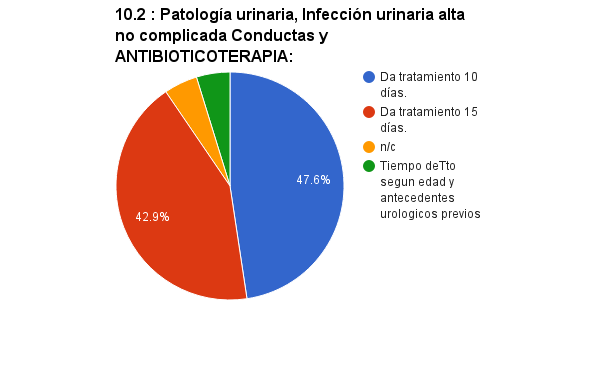 10.2 : Patología urinaria, Infección urinaria alta
no complicada Conductas y
ANTIBIOTICOTERAPIA:
Da tratamiento 10
días.
Da tratamiento 15
días.
n/c
Tiempo deTto
segun edad y
antecedentes
urologicos previos
47.6%
42.9%